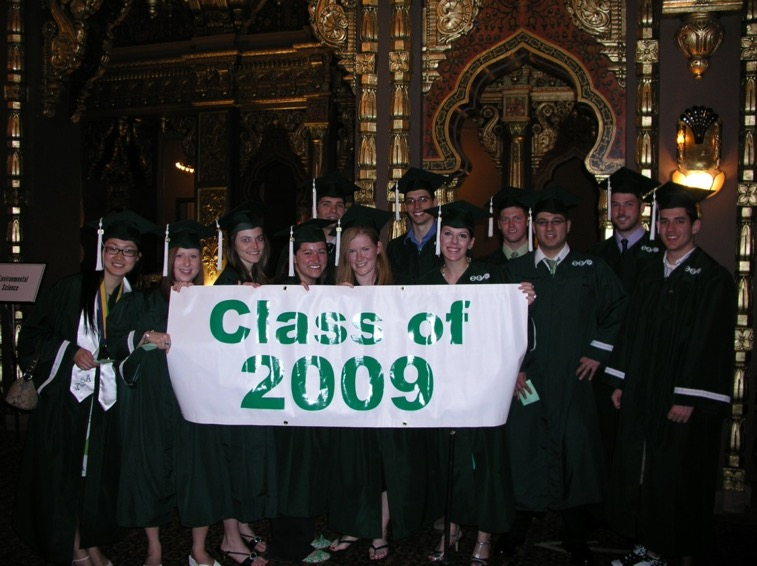 Environmental
Science
Class of
2009